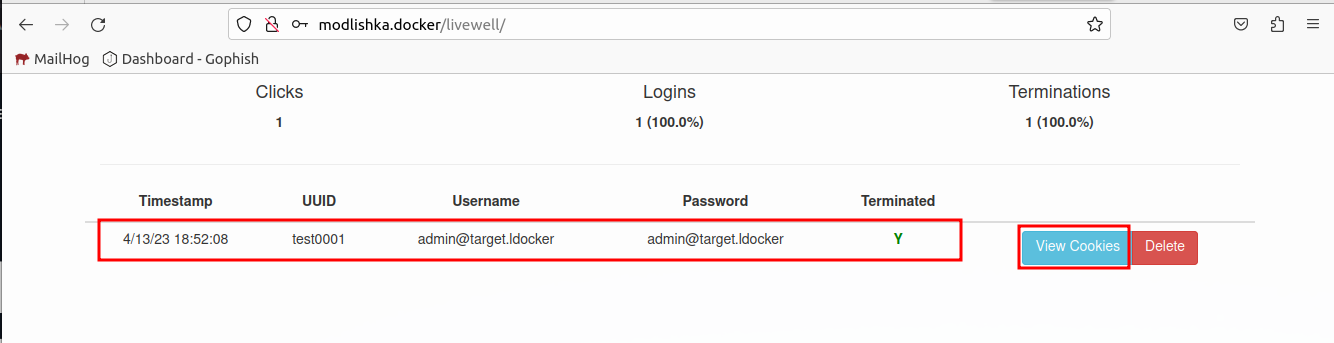 modlishka.docker/livewell/
MailHog Dashboard - Gophish
Clicks Logins Terminations
1 1 (100.0%) 1 (100.0%)
Timestamp UUID Username Password Terminated
4/13/23 18:52:08 test0001 admin@target.ldocker admin@target.ldocker Y View Cookies Delete